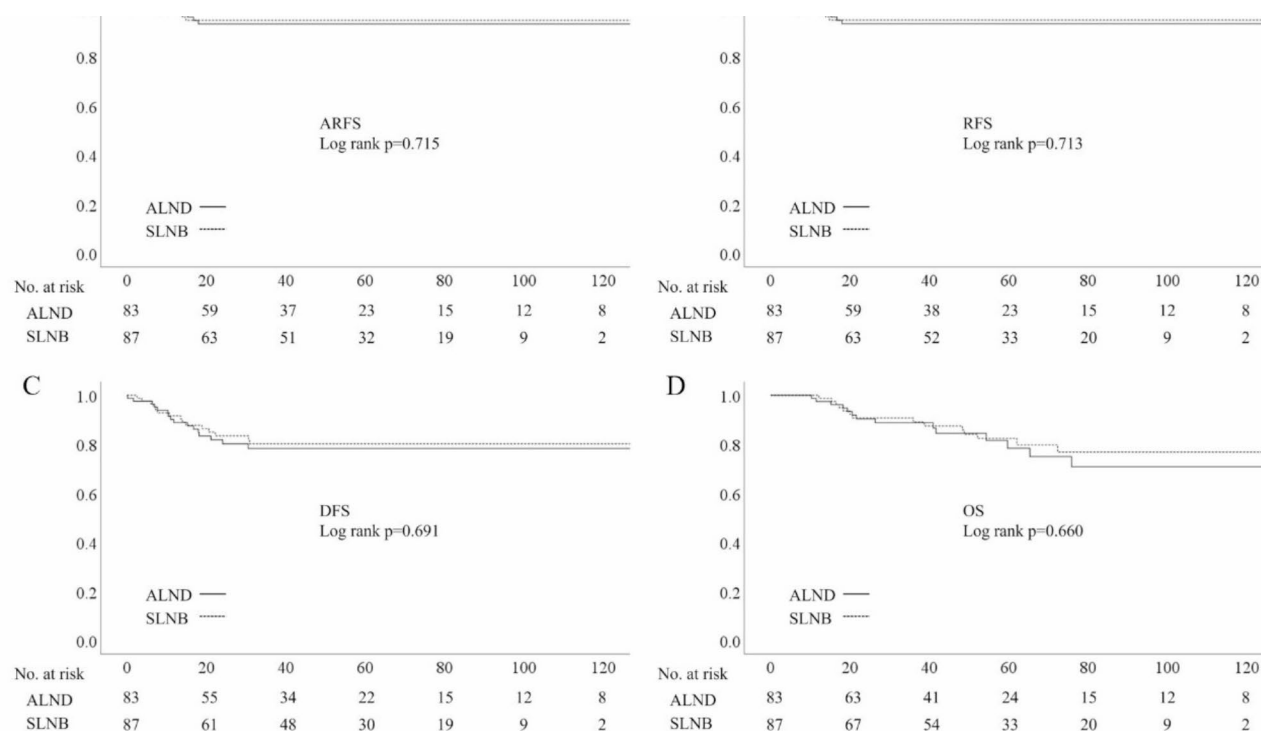 0.8 0.8
0.6 0.6
ARFS RFS
Log rank p=0.715 Log rank p=0.713
0.4 0.4
0.2 ALND 0.2 ALND
SLNB SLNB
0.0 0.0
0 20 40 60 80 100 120 0 20 40 60 80 100 120
No. at risk No. at risk
ALND 83 59 37 23 15 12 8 ALND 83 59 38 23 15 12 8
SLNB 87 63 51 32 19 9 2 SLNB 87 63 52 33 20 9 2
C D
1.0 1.0
0.8 0.8
0.6 0.6
DFS OS
Log rank p=0.691 Log rank p=0.660
0.4 0.4
0.2 ALND 0.2 ALND
SLNB SLNB
0.0 0.0
0 20 40 60 80 100 120 0 20 40 60 80 100 120
No. at risk No. at risk
ALND 83 55 34 22 15 12 8 ALND 83 63 41 24 15 12 8
SLNB 87 61 48 30 19 9 2 SLNB 87 67 54 33 20 9 2